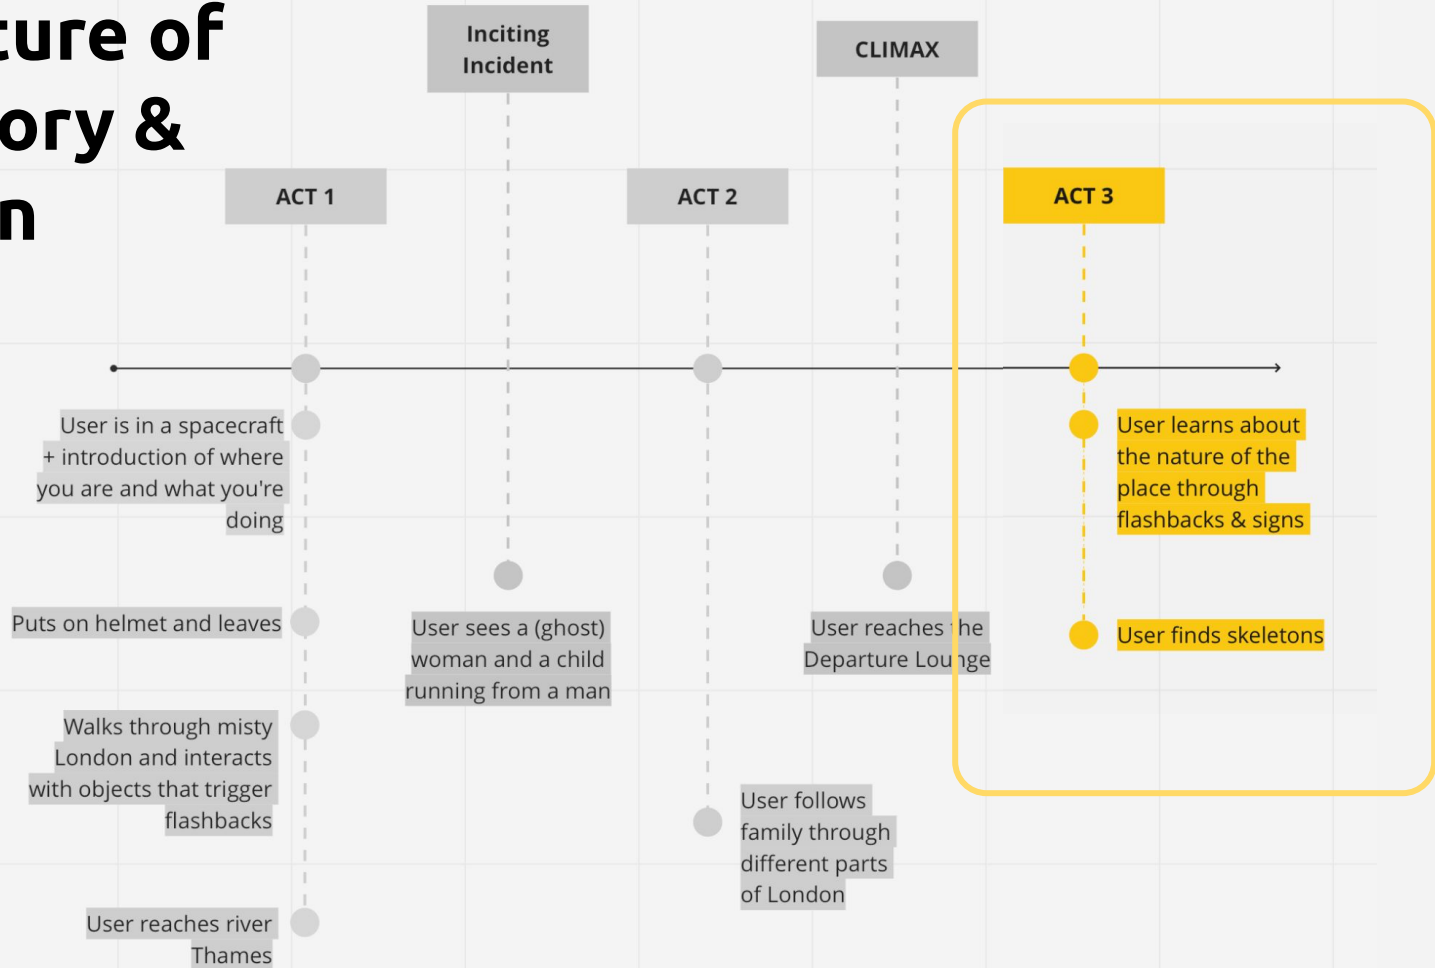 ture of
ory &
n
Inciting
Incident
CLIMAX
ACT 1
ACT 2
ACT 3
User is in a spacecraft
+ introduction of where
you are and what you're
doing
Puts on helmet and leaves
Walks through misty
London and interacts
with objects that trigger
flashbacks
User reaches river
Thames
User sees a (ghost)
woman and a child
running from a man
User follows
family through
different parts
of London
User reaches the
Departure Lounge
User learns about
the nature of the
place through
flashbacks & signs
User finds skeletons